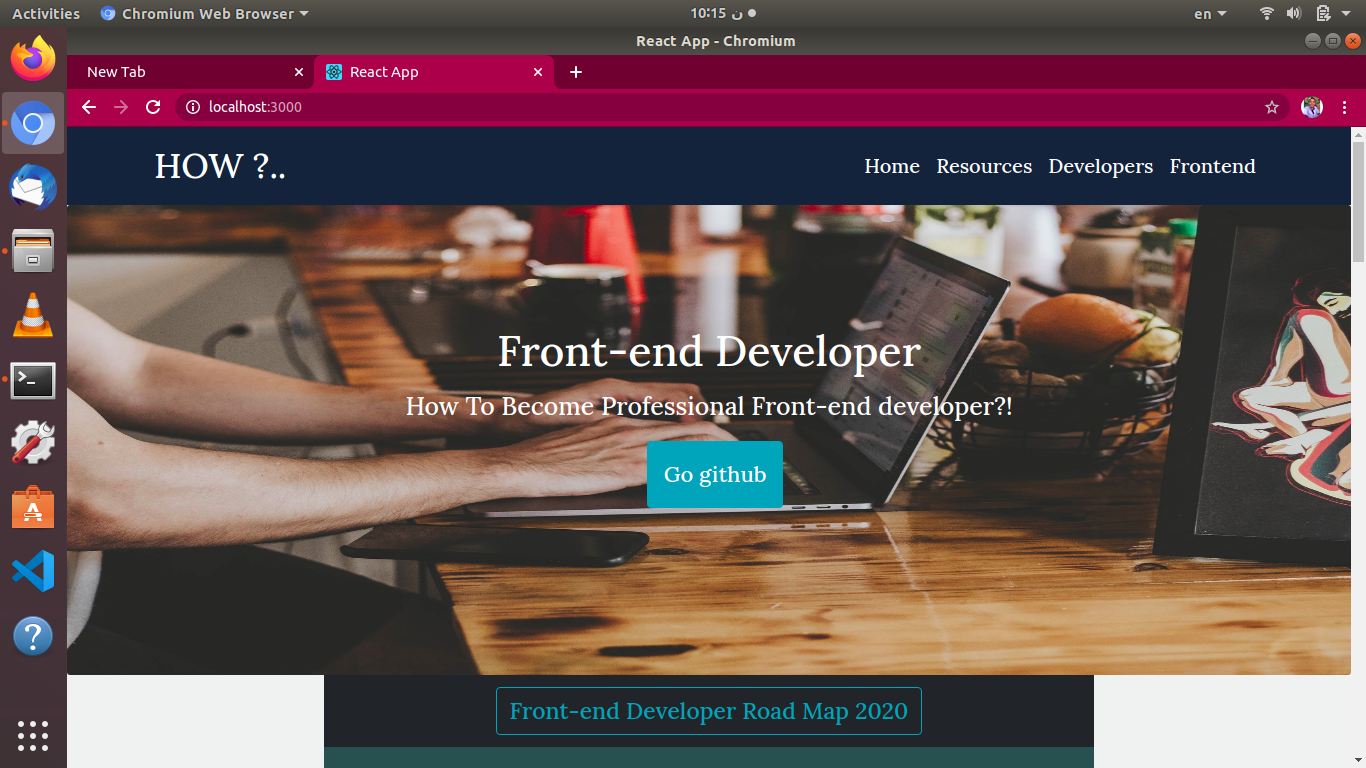 Activities
Chromium Web Browser
10:15 ن
en
React App - Chromium
New Tab
React App
localhost:3000
HOW ?..
Home Resources Developers Frontend
Front-end Developer
How To Become Professional Front-end developer?!
Go github
Front-end Developer Road Map 2020